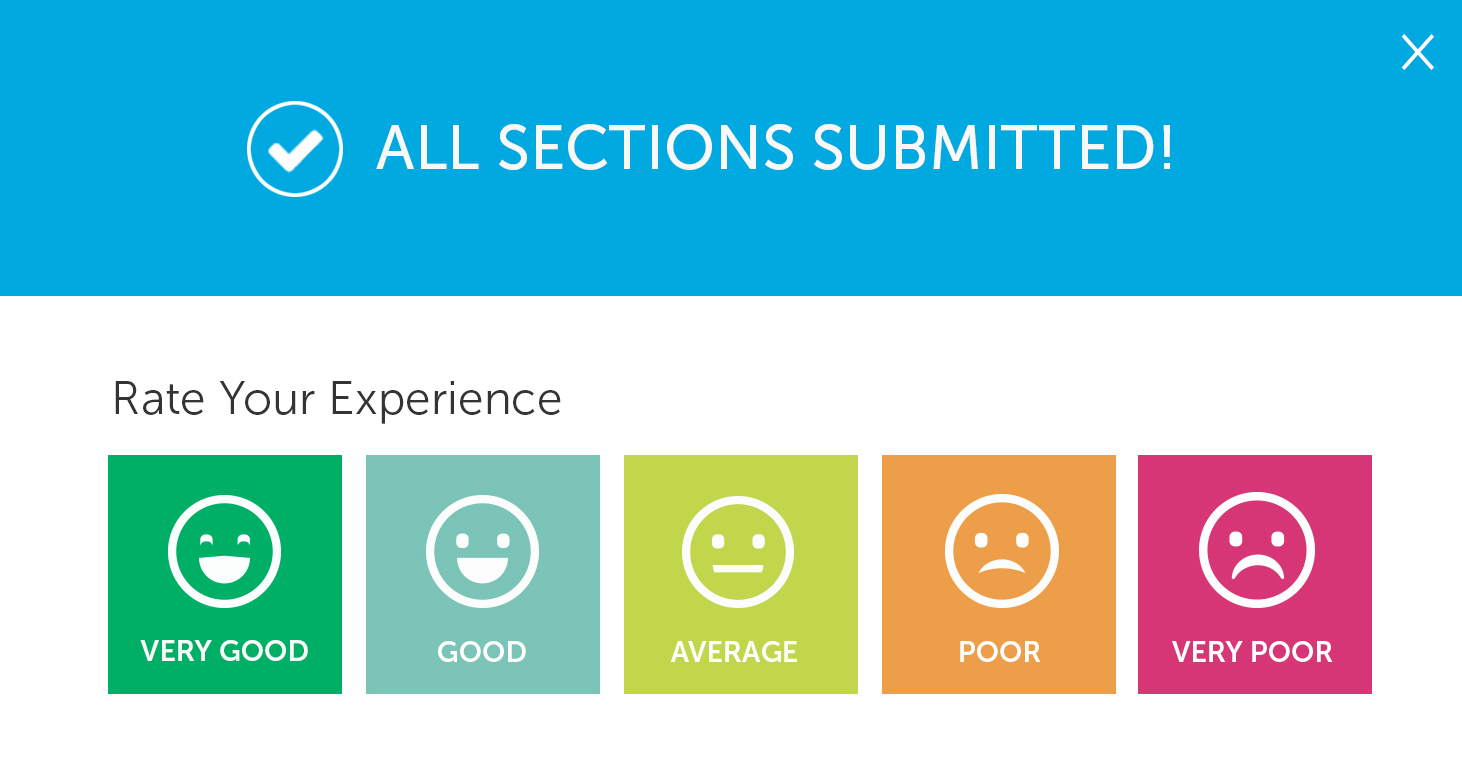 ALL SECTIONS SUBMITTED!
Rate Your Experience
VERY GOOD
GOOD
AVERAGE
POOR
VERY POOR